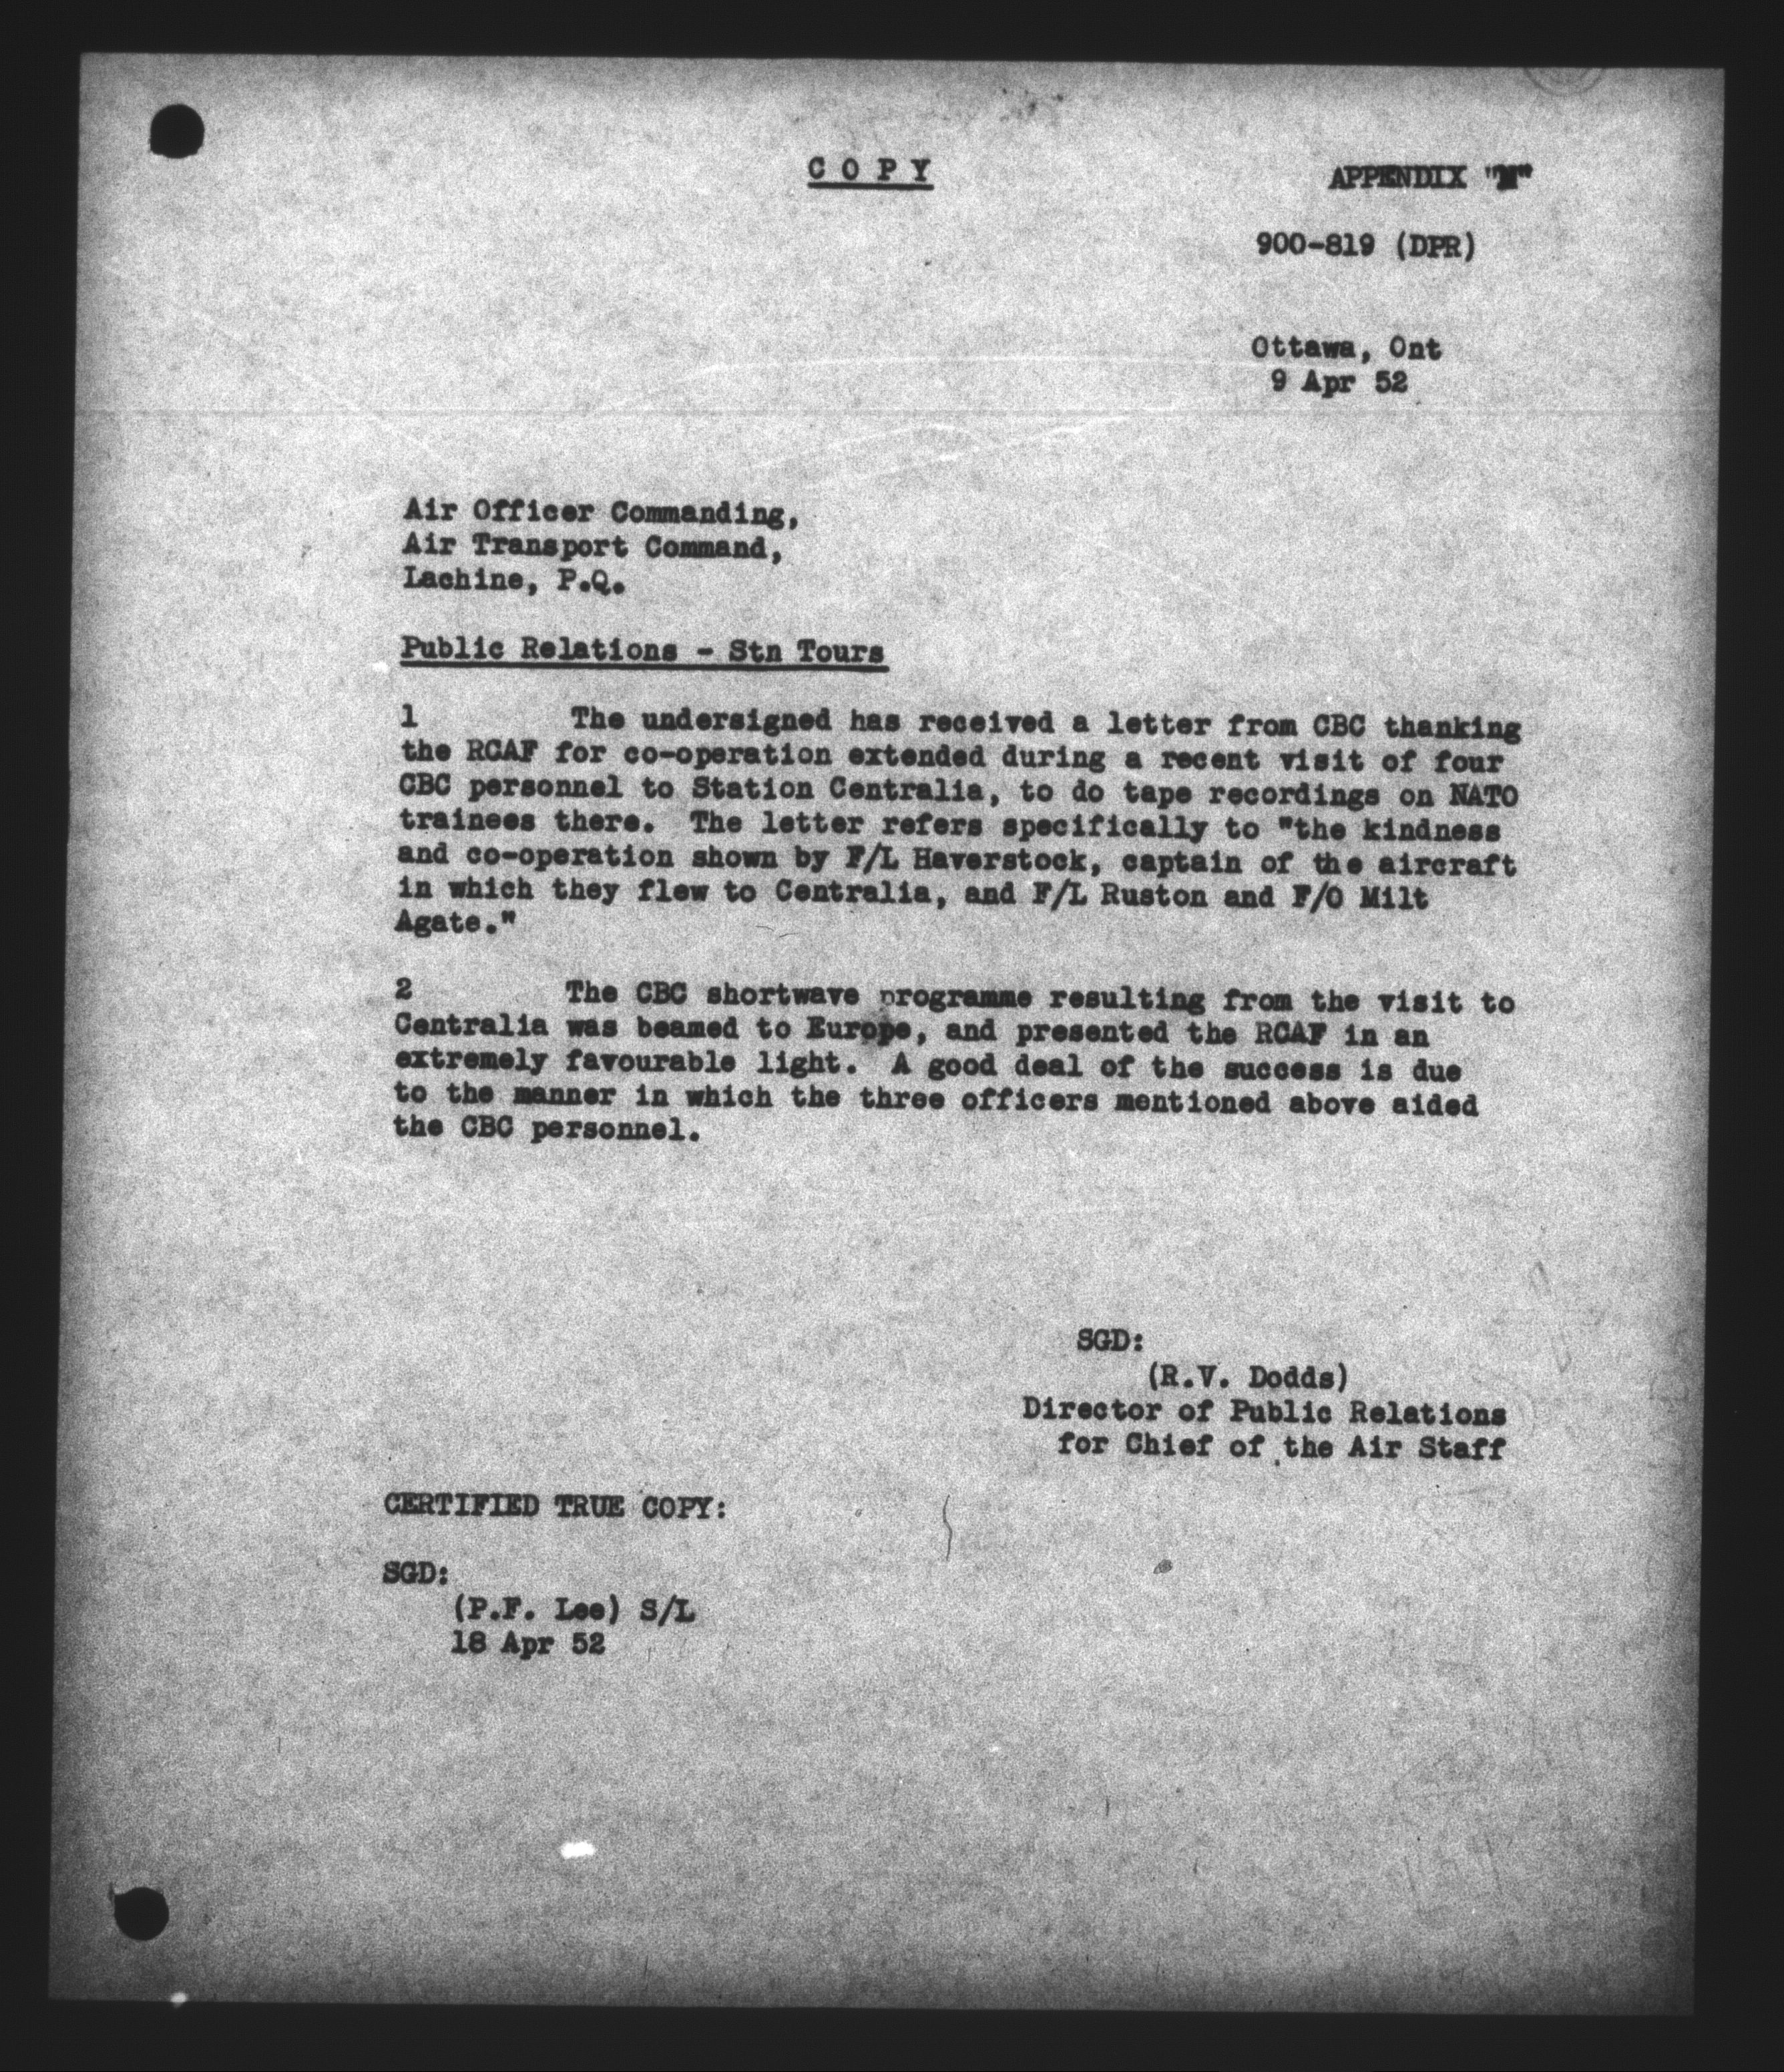 C O P Y
APPENDIX
900-819 (DPR)
Ottawa, Ont
9 Apr 52
Air Officer Commanding,
Air Transport Command,
Lachine, P.Q.
Public Relations - Stn Tours
1 The undersigned has received a letter from CBC thanking
the RCAF for co-operation extended during a recent visit of four
CBC personnel to Station Centralia, to do tape recordings on NATO
trainees there. The letter refers specifically to "the kindness
and co-operation shown by F/L Haverstock, captain of the aircraft
in which they flew to Centralia, and F/L Ruston and F/O Milt
Agate."
2 The CBC shortwave programme resulting from the visit to
Centralia was beamed to Europe, and presented the RCAF in an
extremely favourable light. A good deal of the success is due
to the manner in which the three officers mentioned above aided
the CBC personnel.
SGD:
(R.V. Dodds)
Director of Public Relations
for Chief of the Air Staff
CERTIFIED TRUE COPY:
SGD:
(P.F. Lee) S/L
18 Apr 52